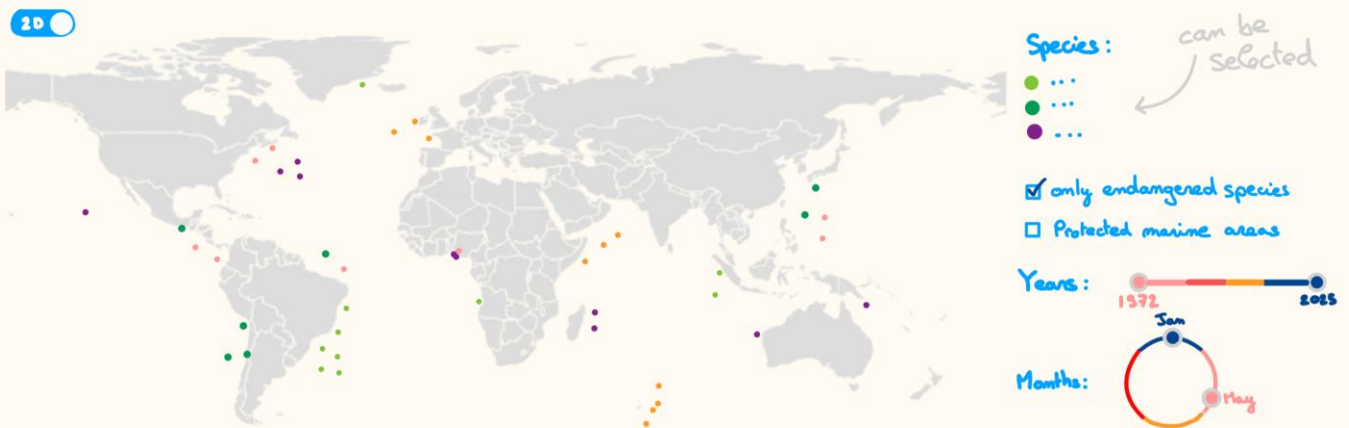 2D
Species:
can be
selected
...
...
...
only endangered species
Protected marine areas
Years:
1972
2025
Jan
Months:
May